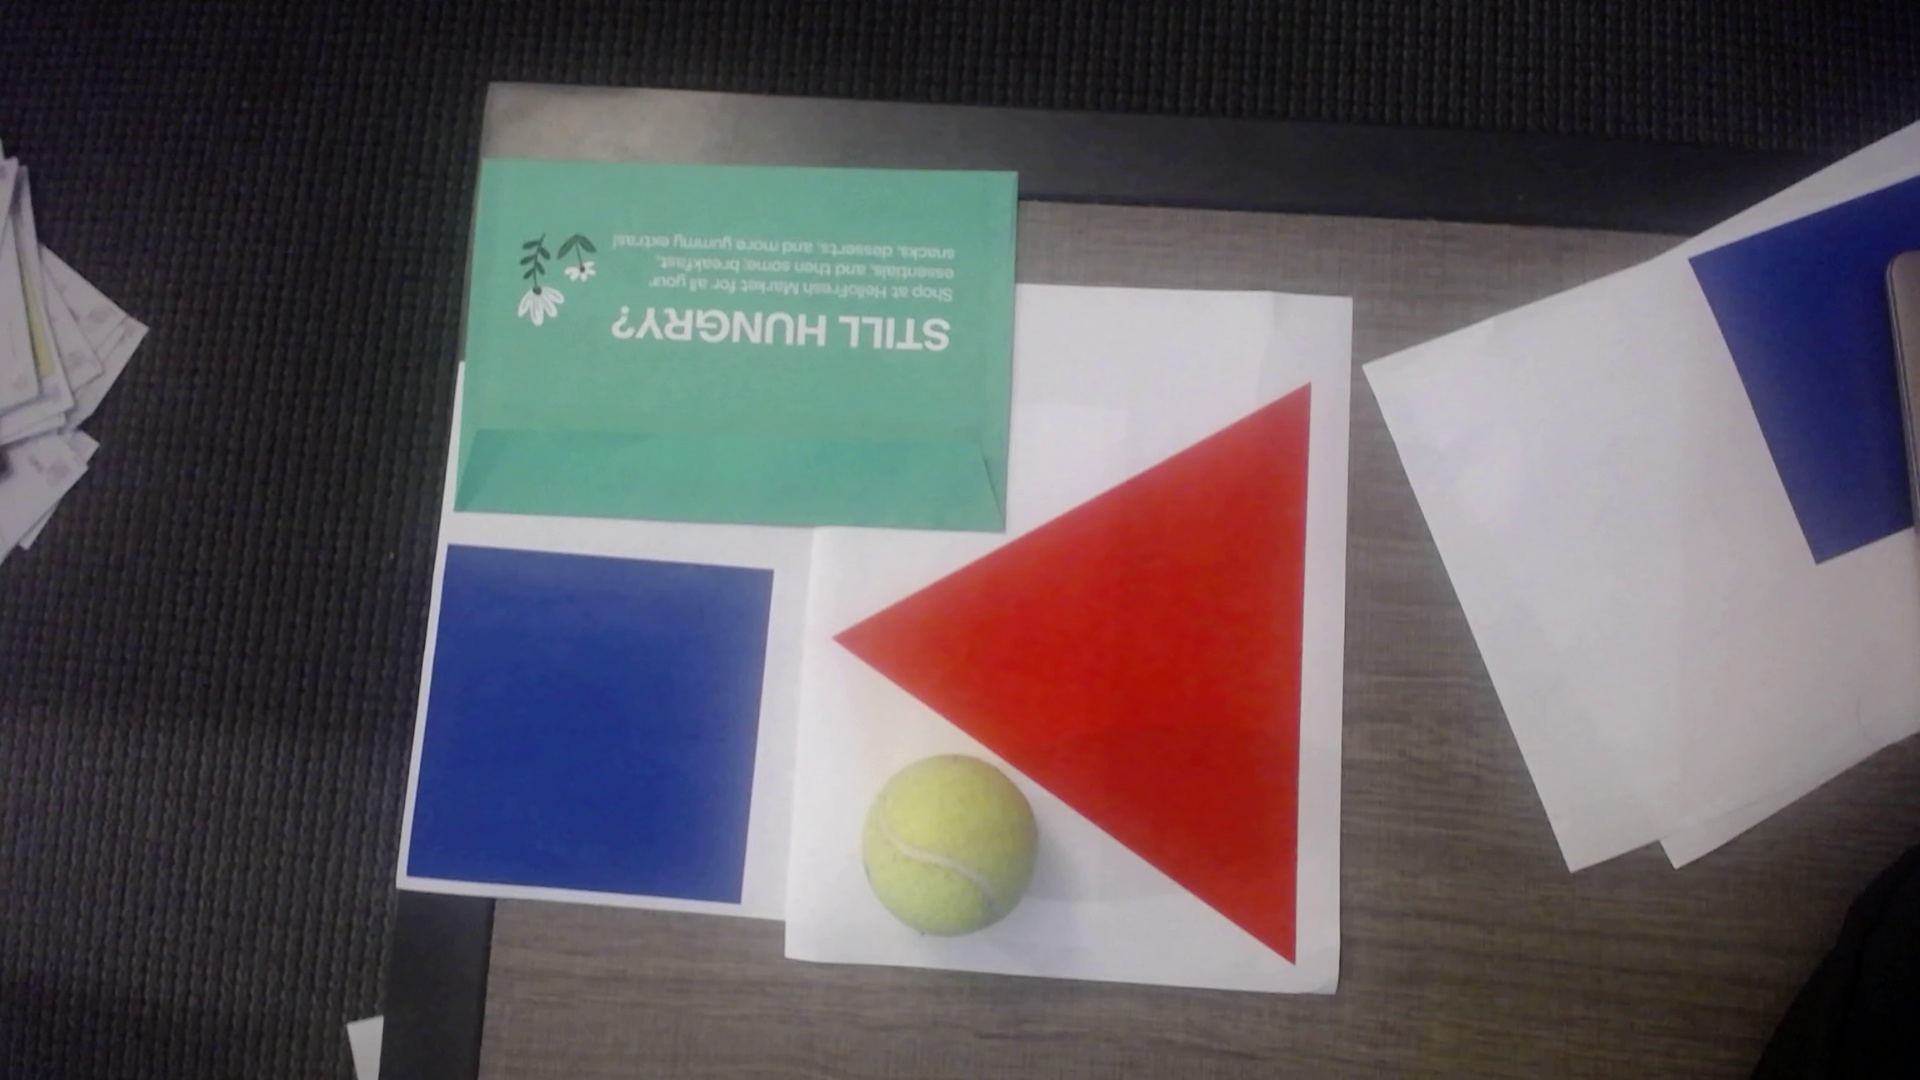 STILL HUNGRY?
Shop at HelloFresh Market for all your
essentials, and then some; breakfast,
snacks, desserts, and more yummy extras!